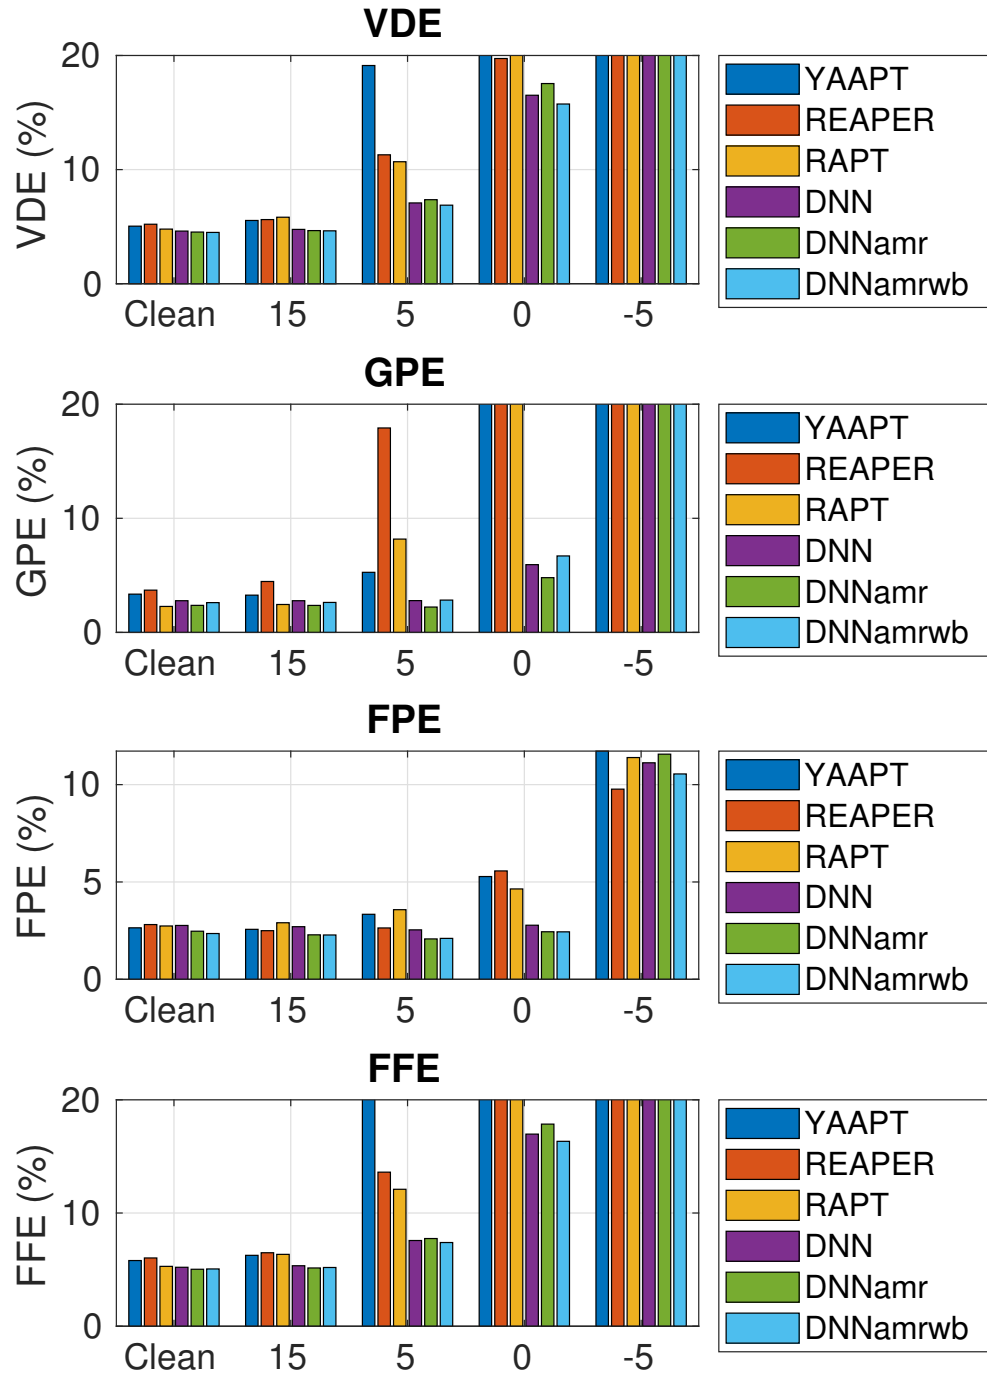 VDE
VDE (%)
20
10
0
Clean 15 5 0 -5
YAAPT
REAPER
RAPT
DNN
DNNamr
DNNamrwb
GPE
GPE (%)
20
10
0
Clean 15 5 0 -5
YAAPT
REAPER
RAPT
DNN
DNNamr
DNNamrwb
FPE
FPE (%)
10
5
0
Clean 15 5 0 -5
YAAPT
REAPER
RAPT
DNN
DNNamr
DNNamrwb
FFE
FFE (%)
20
10
0
Clean 15 5 0 -5
YAAPT
REAPER
RAPT
DNN
DNNamr
DNNamrwb